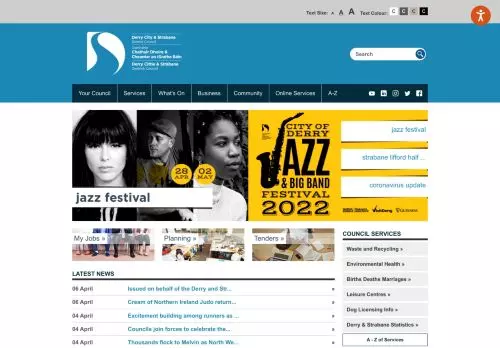 Text Size: A A A Text Colour: C C C C
Derry City & Strabane
District Council
Comhairle
Chathair Dhoire &
Cheantar an tSratha Báin
Derry Cittie & Strabane
Destrick Cooncil
Search
Your Council Services What's On Business Community Online Services A-Z
28 APR 02 MAY
jazz festival
CITY OF DERRY
JAZZ
& BIG BAND
FESTIVAL
2022
GUINNESS
jazz festival
strabane lifford half ...
coronavirus update
My Jobs »
Planning »
Tenders »
LATEST NEWS
06 April Issued on behalf of the Derry and Str... »
06 April Cream of Northern Ireland Judo return... »
04 April Excitement building among runners as ... »
04 April Councils join forces to celebrate the... »
04 April Thousands flock to Melvin as North We... »
COUNCIL SERVICES
Waste and Recycling »
Environmental Health »
Births Deaths Marriages »
Leisure Centres »
Dog Licensing Info »
Derry & Strabane Statistics »
A - Z of Services